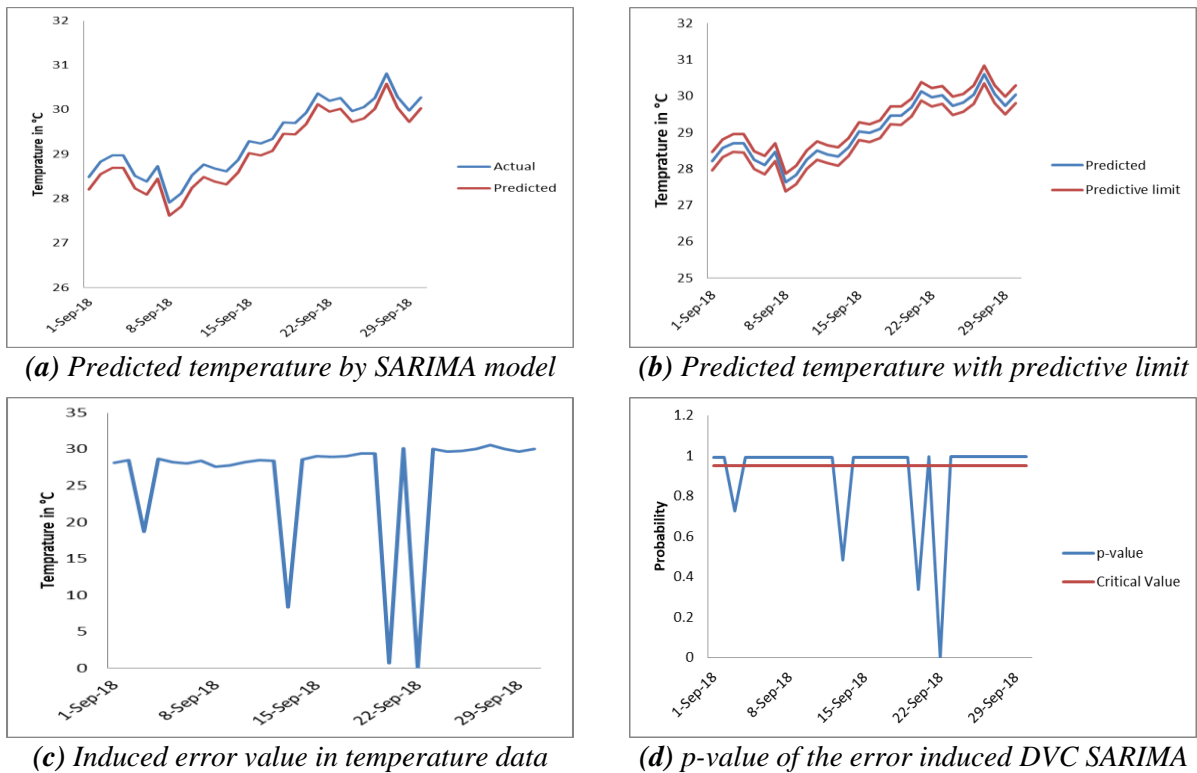 32
31
30
29
28
27
26
Temprature in °C
1-Sep-18
8-Sep-18
15-Sep-18
22-Sep-18
29-Sep-18
Actual
Predicted
(a) Predicted temperature by SARIMA model
32
31
30
29
28
27
26
25
Temprature in °C
1-Sep-18
8-Sep-18
15-Sep-18
22-Sep-18
29-Sep-18
Predicted
Predictive limit
(b) Predicted temperature with predictive limit
35
30
25
20
15
10
5
0
Temprature in °C
1-Sep-18
8-Sep-18
15-Sep-18
22-Sep-18
29-Sep-18
(c) Induced error value in temperature data
1.2
1
0.8
0.6
0.4
0.2
0
Probability
1-Sep-18
8-Sep-18
15-Sep-18
22-Sep-18
29-Sep-18
p-value
Critical Value
(d) p-value of the error induced DVC SARIMA